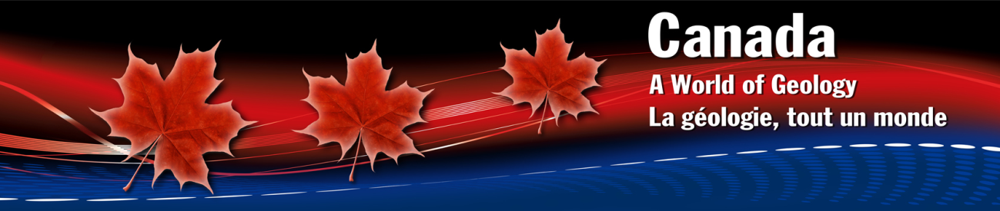 Canada
A World of Geology
La géologie, tout un monde